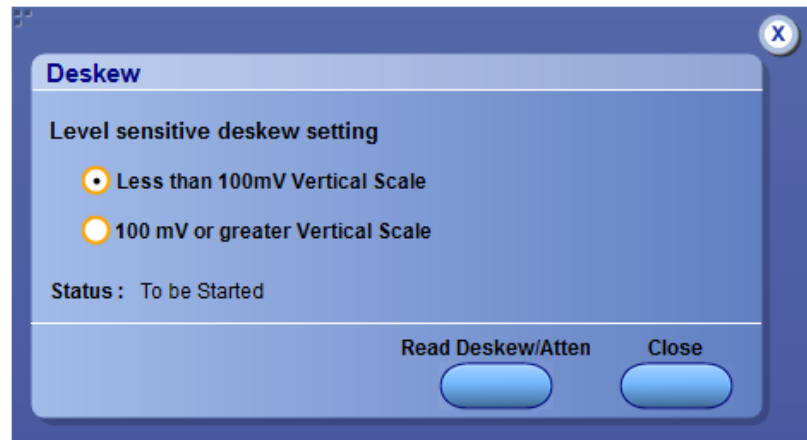 X
Deskew
Level sensitive deskew setting
Less than 100mV Vertical Scale
100 mV or greater Vertical Scale
Status : To be Started
Read Deskew/Atten Close